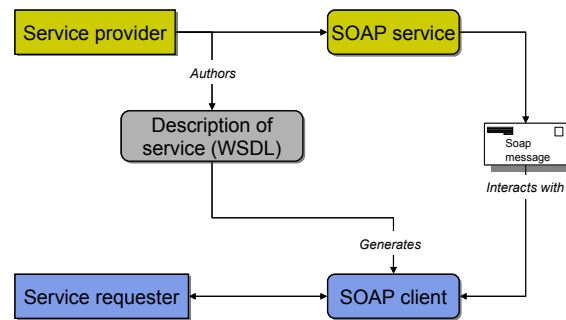 Service provider
SOAP service
Authors
Description of
service (WSDL)
Soap
message
Interacts with
Generates
Service requester
SOAP client